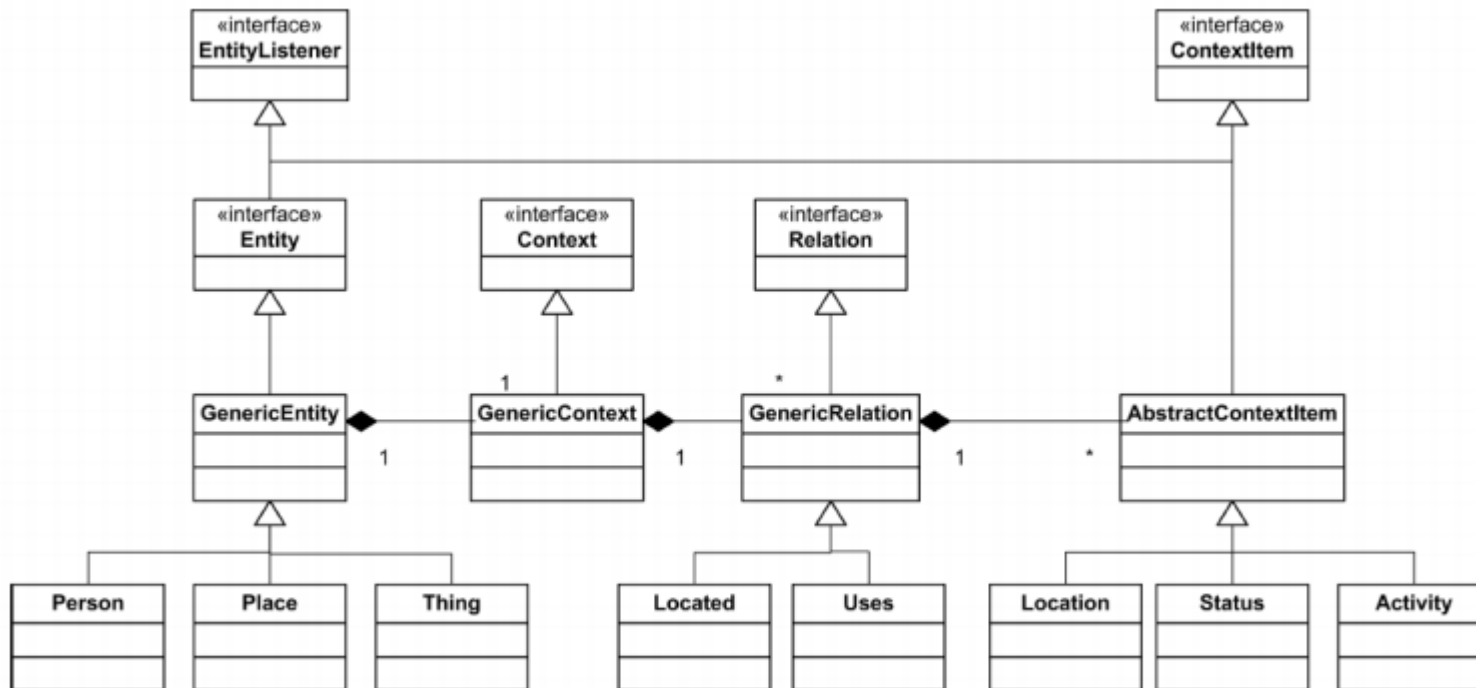 «interface»
EntityListener
«interface»
ContextItem
«interface»
Entity
«interface»
Context
«interface»
Relation
1
*
GenericEntity
GenericContext
GenericRelation
AbstractContextItem
1
1
1
*
Person
Place
Thing
Located
Uses
Location
Status
Activity